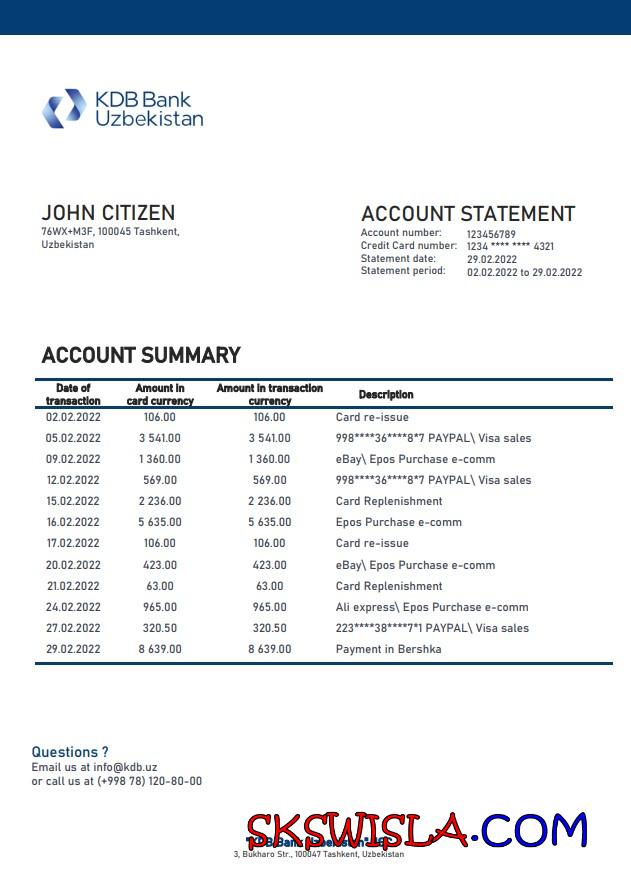 KDB Bank
Uzbekistan
JOHN CITIZEN
76WX+M3F, 100045 Tashkent,
Uzbekistan
ACCOUNT STATEMENT
Account number: 123456789
Credit Card number: 1234 **** **** 4321
Statement date: 29.02.2022
Statement period: 02.02.2022 to 29.02.2022
ACCOUNT SUMMARY
Date of transaction Amount in card currency Amount in transaction currency Description
02.02.2022 106.00 106.00 Card re-issue
05.02.2022 3 541.00 3 541.00 998****36****8*7 PAYPAL\ Visa sales
09.02.2022 1 360.00 1 360.00 eBay\ Epos Purchase e-comm
12.02.2022 569.00 569.00 998****36****8*7 PAYPAL\ Visa sales
15.02.2022 2 236.00 2 236.00 Card Replenishment
16.02.2022 5 635.00 5 635.00 Epos Purchase e-comm
17.02.2022 106.00 106.00 Card re-issue
20.02.2022 423.00 423.00 eBay\ Epos Purchase e-comm
21.02.2022 63.00 63.00 Card Replenishment
24.02.2022 965.00 965.00 Ali express\ Epos Purchase e-comm
27.02.2022 320.50 320.50 223****38****7*1 PAYPAL\ Visa sales
29.02.2022 8 639.00 8 639.00 Payment in Bershka
Questions ?
Email us at info@kdb.uz
or call us at (+998 78) 120-80-00
SKSWISLA.COM
"KDB Bank Uzbekistan"
3, Bukharo Str., 100047 Tashkent, Uzbekistan